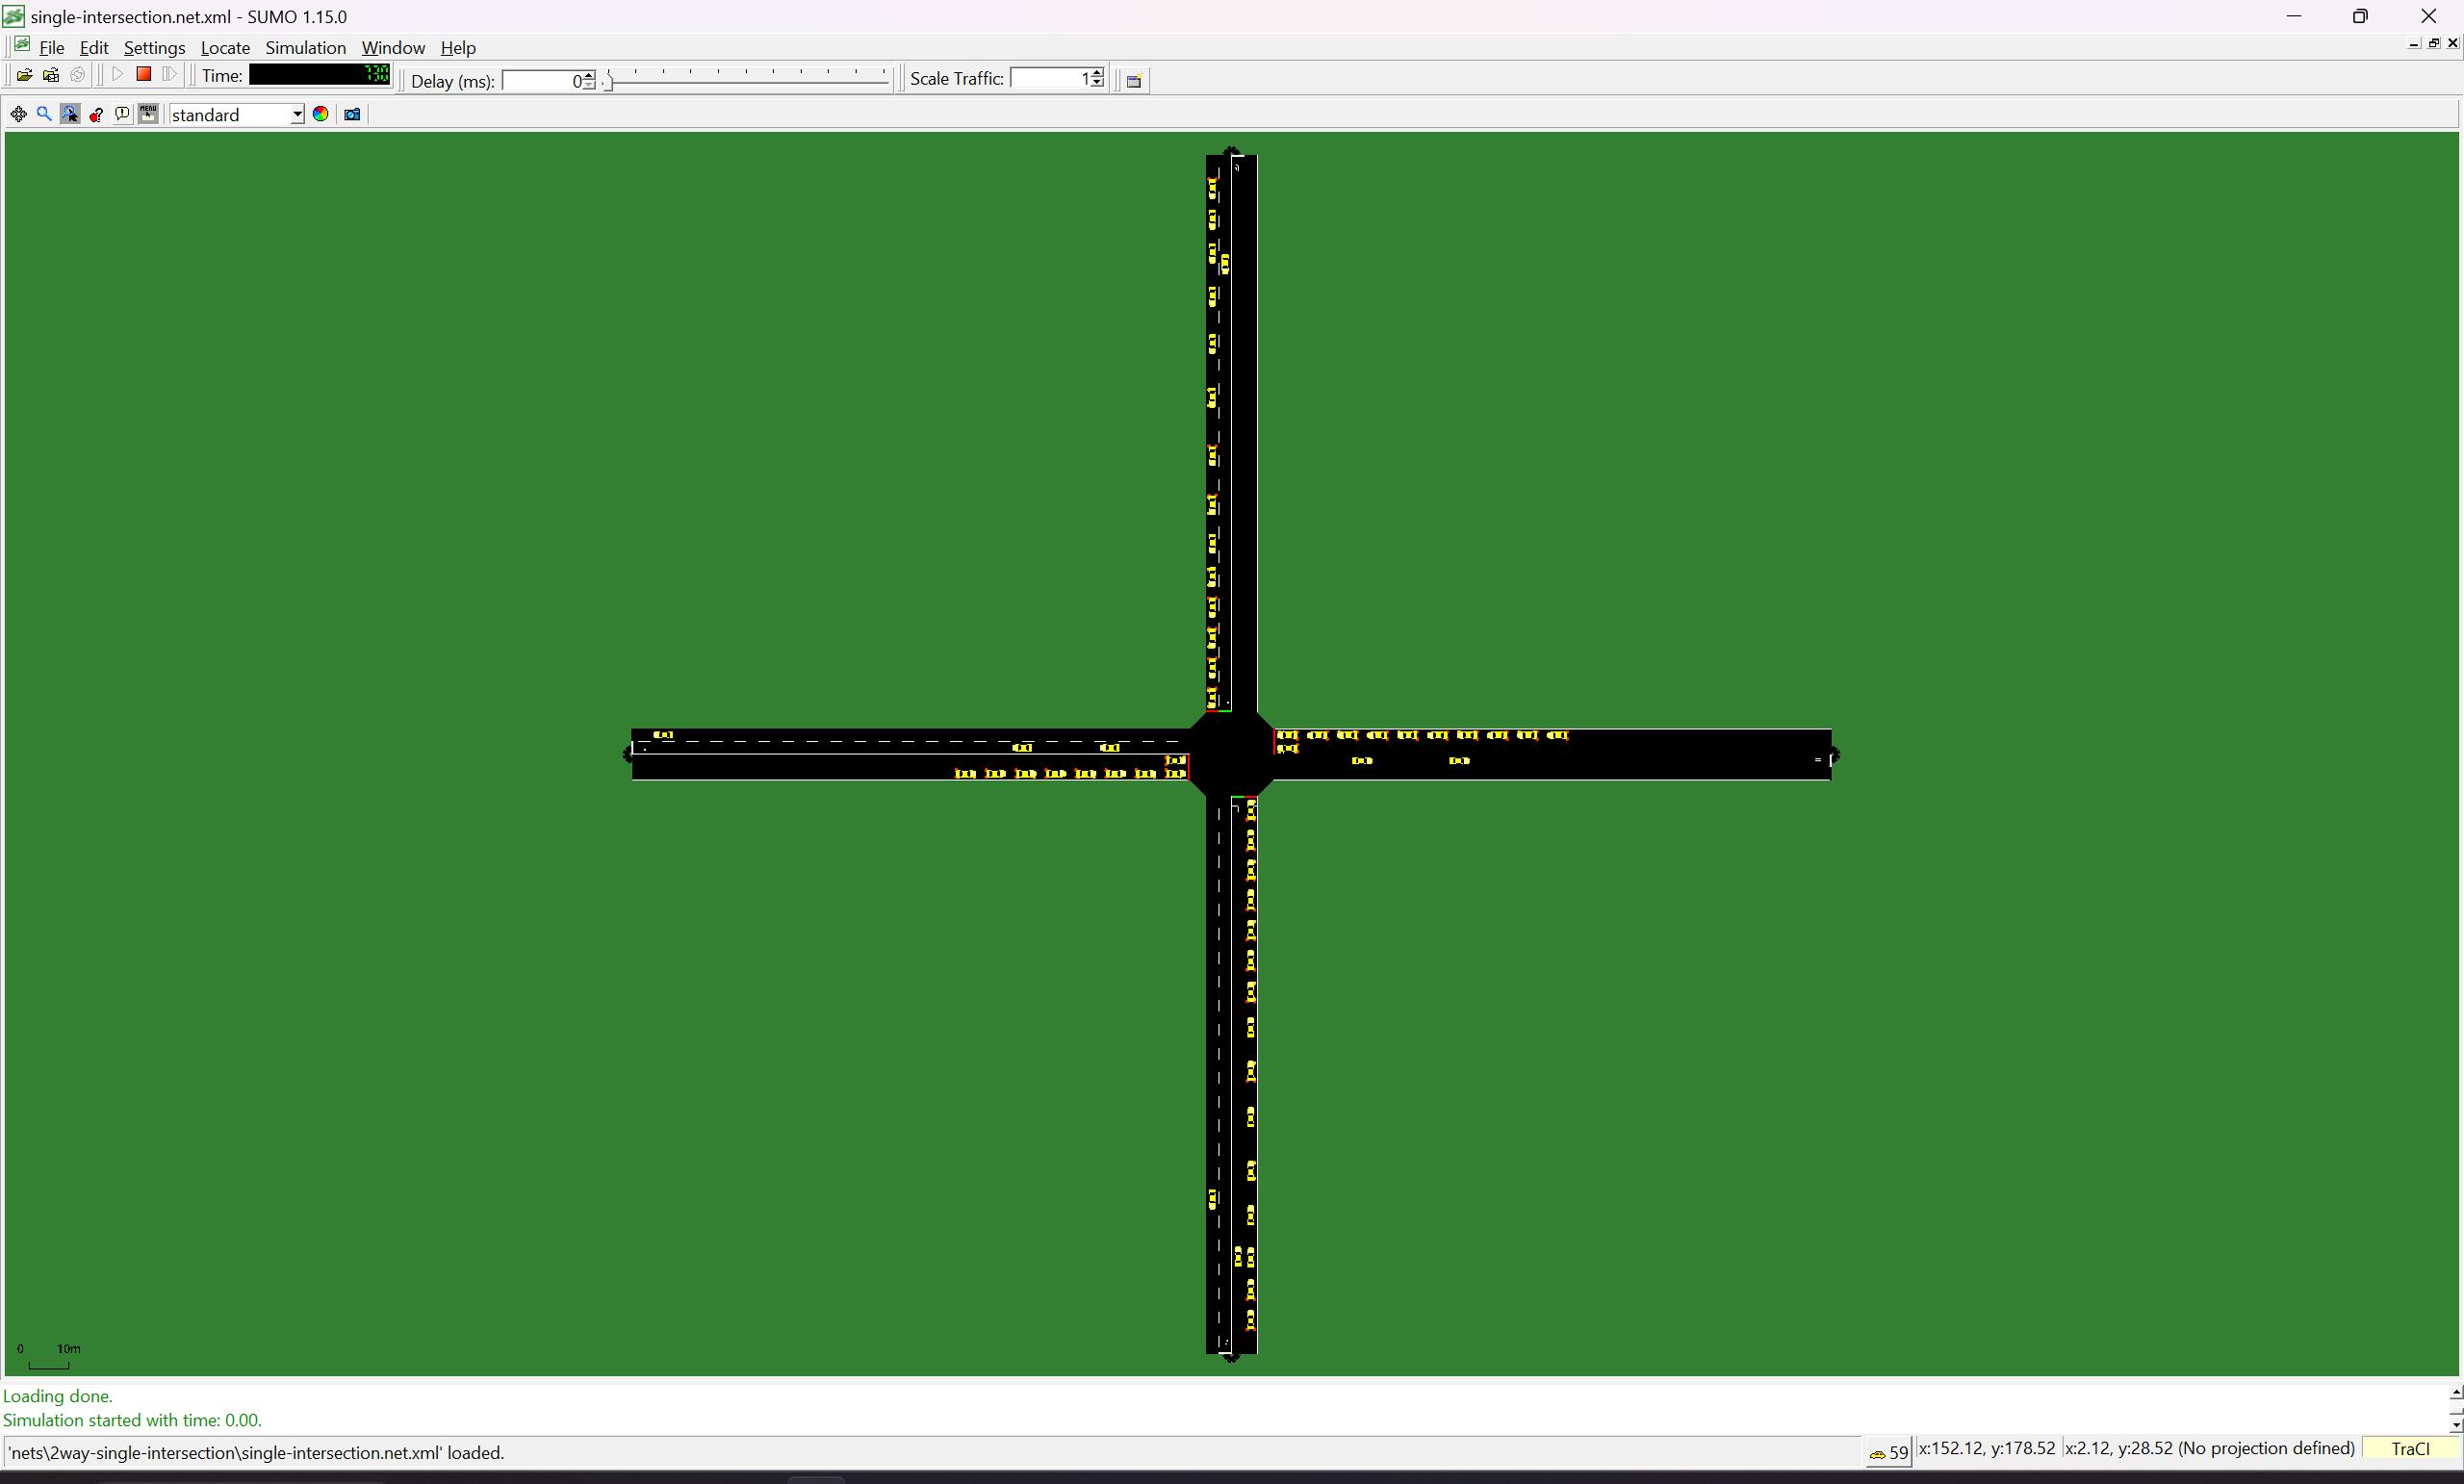 single-intersection.net.xml - SUMO 1.15.0
File Edit Settings Locate Simulation Window Help
Time: 730 Delay (ms): 0 Scale Traffic: 1
MENU standard
0 10m
Loading done.
Simulation started with time: 0.00.
'nets\2way-single-intersection\single-intersection.net.xml' loaded. 59 x:152.12, y:178.52 x:2.12, y:28.52 (No projection defined) TraCI